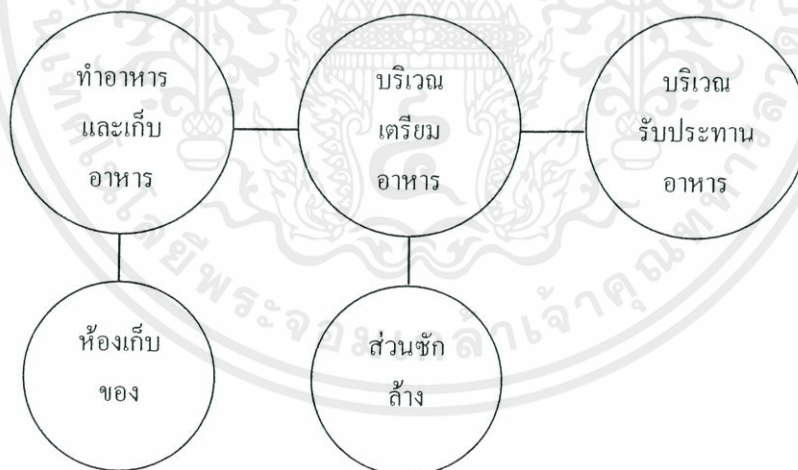 ทำอาหาร
และเก็บ
อาหาร
บริเวณ
เตรียม
อาหาร
บริเวณ
รับประทาน
อาหาร
ห้องเก็บ
ของ
ส่วนซัก
ล้าง